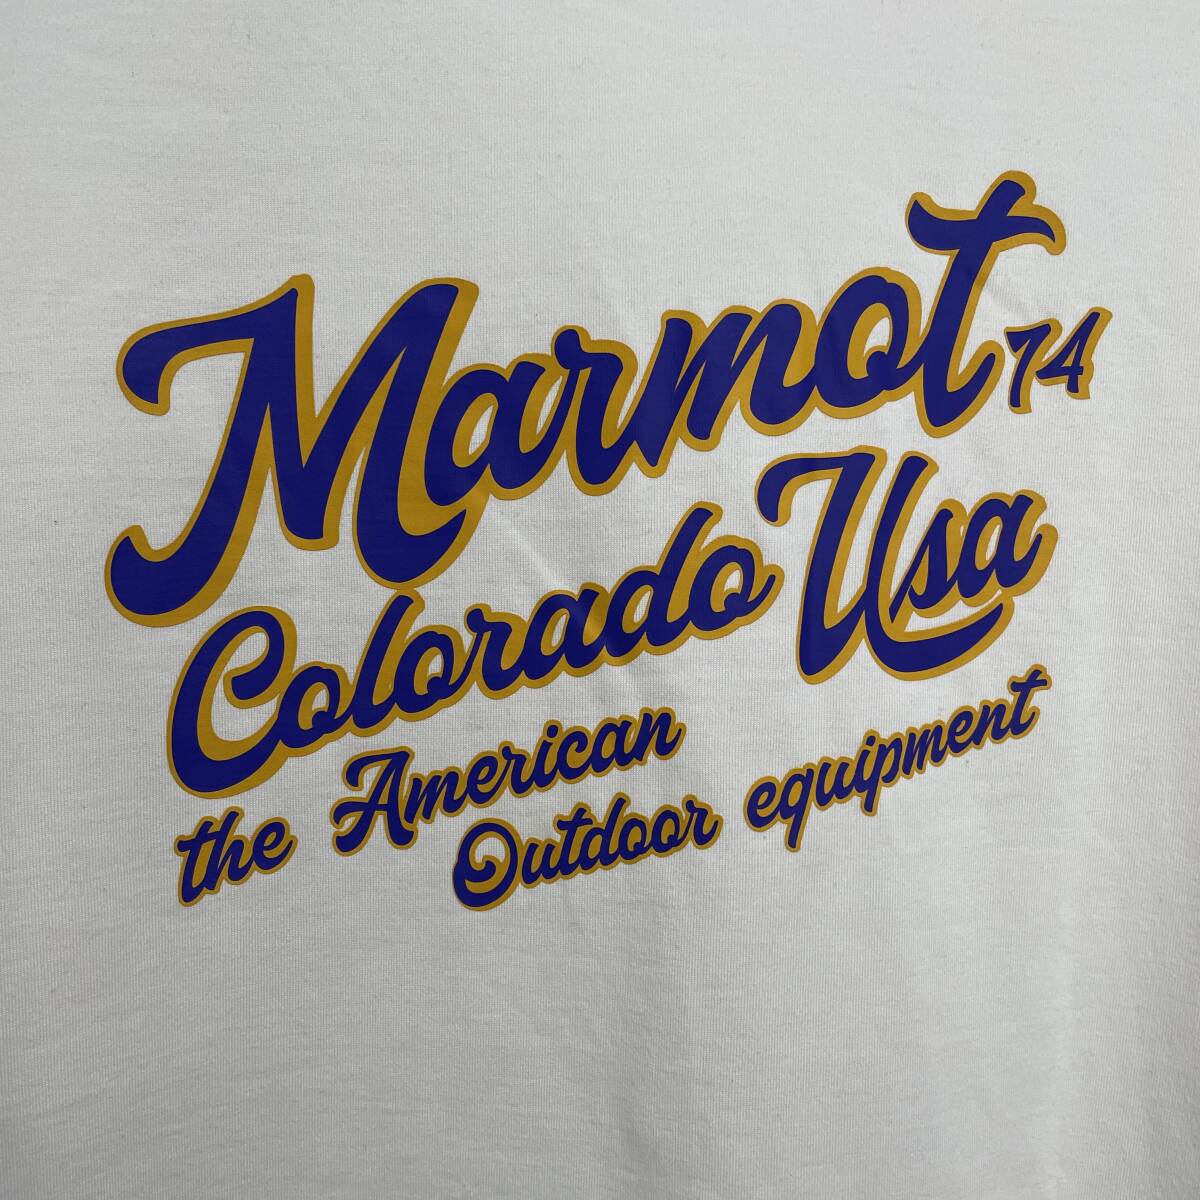 Marmot 74
Colorado Usa
the American
Outdoor equipment